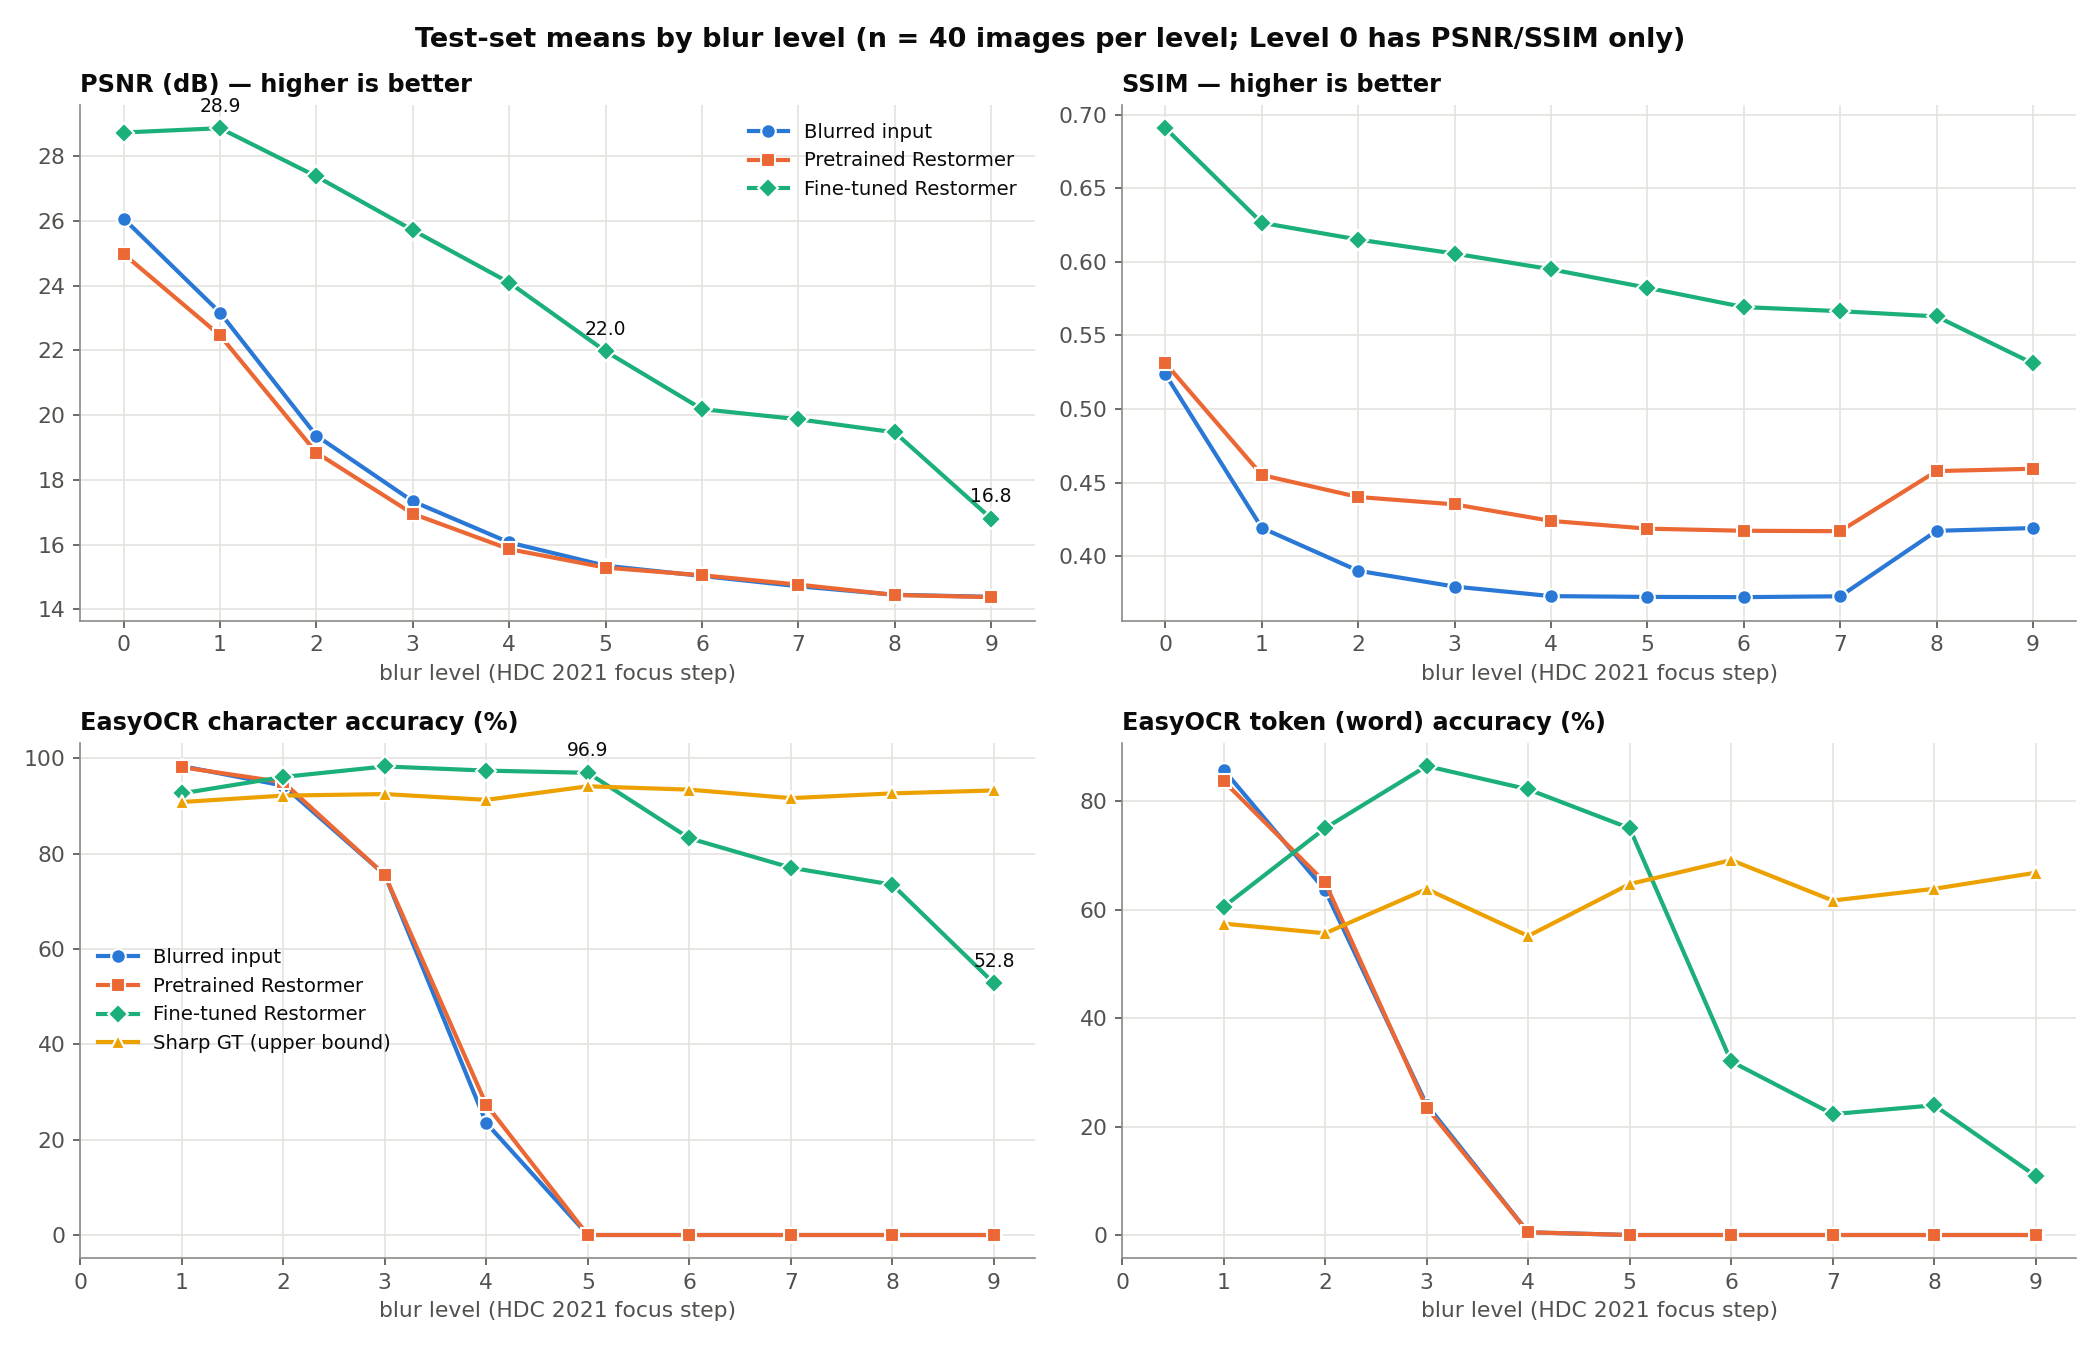 Test-set means by blur level (n = 40 images per level; Level 0 has PSNR/SSIM only)
PSNR (dB) — higher is better
28.9
22.0
16.8
Blurred input
Pretrained Restormer
Fine-tuned Restormer
28
26
24
22
20
18
16
14
0 1 2 3 4 5 6 7 8 9
blur level (HDC 2021 focus step)
SSIM — higher is better
0.70
0.65
0.60
0.55
0.50
0.45
0.40
0 1 2 3 4 5 6 7 8 9
blur level (HDC 2021 focus step)
EasyOCR character accuracy (%)
96.9
52.8
Blurred input
Pretrained Restormer
Fine-tuned Restormer
Sharp GT (upper bound)
100
80
60
40
20
0
0 1 2 3 4 5 6 7 8 9
blur level (HDC 2021 focus step)
EasyOCR token (word) accuracy (%)
80
60
40
20
0
0 1 2 3 4 5 6 7 8 9
blur level (HDC 2021 focus step)